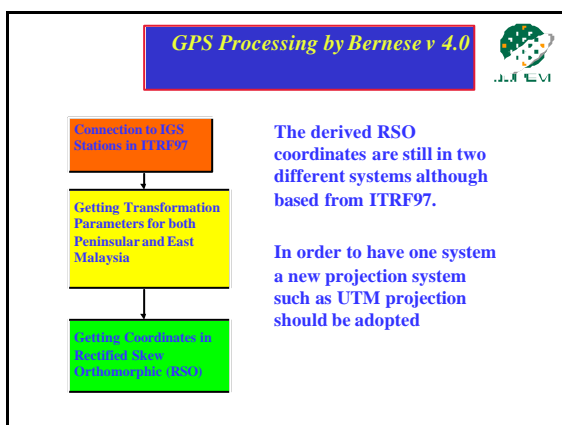 GPS Processing by Bernese v 4.0
JUPEM
Connection to IGS
Stations in ITRF97
Getting Transformation
Parameters for both
Peninsular and East
Malaysia
Getting Coordinates in
Rectified Skew
Orthomorphic (RSO)
The derived RSO
coordinates are still in two
different systems although
based from ITRF97.
In order to have one system
a new projection system
such as UTM projection
should be adopted